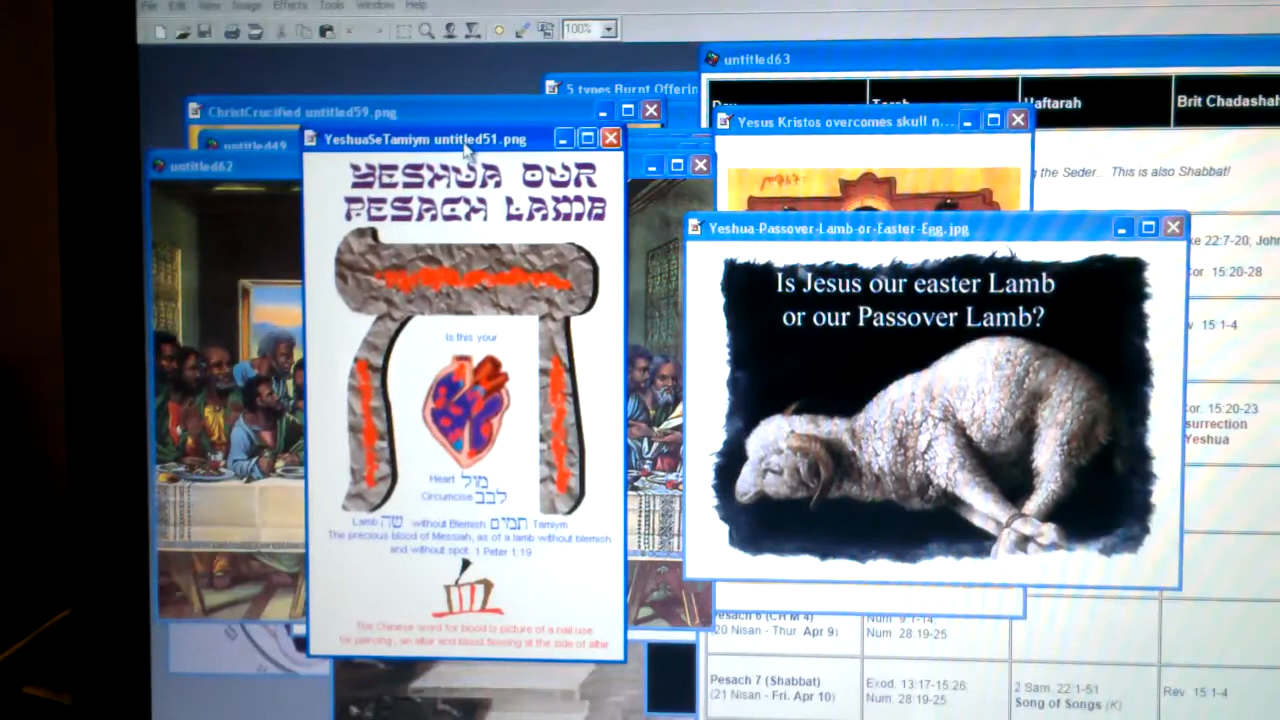 File Edit View Image Effects Tools Window Help
100%
untitled63
5 types Burnt Offerin
Haftarah
Brit Chadashah
ChristCrucified untitled59.png
Yesus Kristos overcomes skull n...
YeshuaSeTamiym untitled51.png
untitled49
untitled62
the Seder.. This is also Shabbat!
YESHUA OUR
PESACH LAMB
Is this your
Heart מול
Circumcise לבב
Lamb שה without Blemish תמים Tamiym
The precious blood of Messiah, as of a lamb without blemish
and without spot. 1 Peter 1:19
The Chinese word for blood is picture of a nail use
for piercing, an altar and blood flowing at the side of altar
Yeshua-Passover-Lamb-or-Easter-Egg.jpg
Is Jesus our easter Lamb
or our Passover Lamb?
ke 22:7-20; John
Cor 15:20-28
v 15:1-4
Cor. 15:20-23
surrection
Yeshua
Pesach 6 (CH M 4)
(20 Nisan - Thur Apr 9)
Num. 9:1-14
Num 28:19-25
Pesach 7 (Shabbat)
(21 Nisan - Fri. Apr 10)
Exod. 13:17-15:26;
Num. 28:19-25
2 Sam. 22:1-51
Song of Songs (K)
Rev. 15:1-4